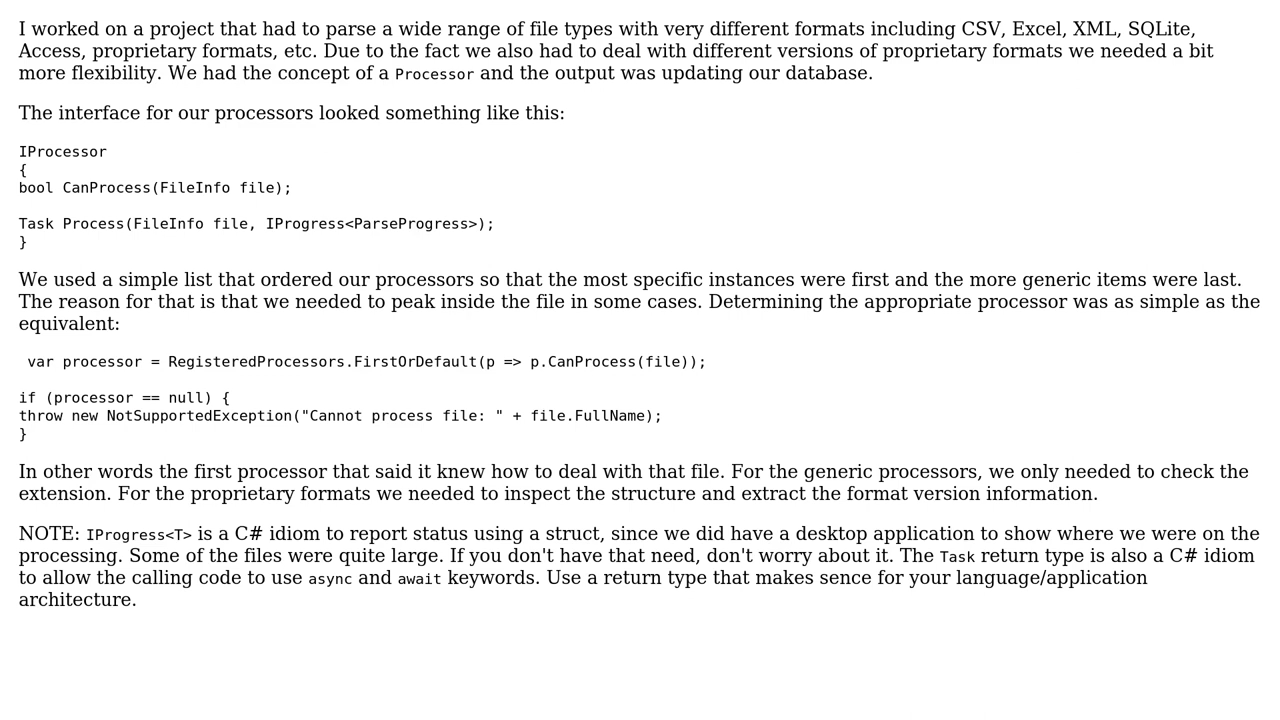 I worked on a project that had to parse a wide range of file types with very different formats including CSV, Excel, XML, SQLite,
Access, proprietary formats, etc. Due to the fact we also had to deal with different versions of proprietary formats we needed a bit
more flexibility. We had the concept of a Processor and the output was updating our database.
The interface for our processors looked something like this:
IProcessor
{
bool CanProcess(FileInfo file);
Task Process(FileInfo file, IProgress<ParseProgress>);
}
We used a simple list that ordered our processors so that the most specific instances were first and the more generic items were last.
The reason for that is that we needed to peak inside the file in some cases. Determining the appropriate processor was as simple as the
equivalent:
var processor = RegisteredProcessors.FirstOrDefault(p => p.CanProcess(file));
if (processor == null) {
throw new NotSupportedException("Cannot process file: " + file.FullName);
}
In other words the first processor that said it knew how to deal with that file. For the generic processors, we only needed to check the
extension. For the proprietary formats we needed to inspect the structure and extract the format version information.
NOTE: IProgress<T> is a C# idiom to report status using a struct, since we did have a desktop application to show where we were on the
processing. Some of the files were quite large. If you don't have that need, don't worry about it. The Task return type is also a C# idiom
to allow the calling code to use async and await keywords. Use a return type that makes sence for your language/application
architecture.